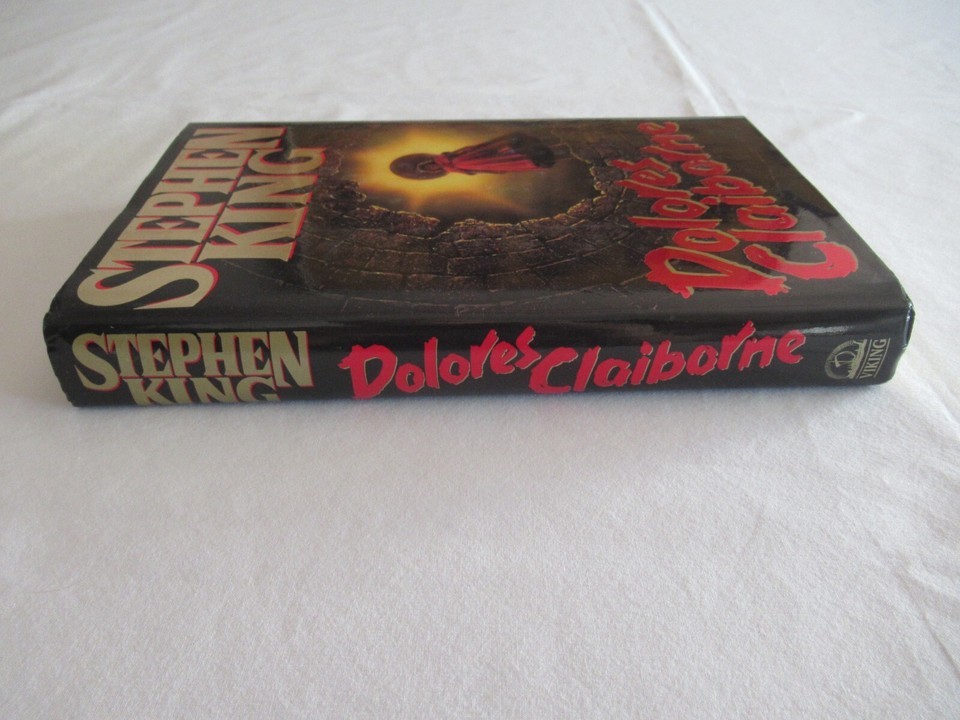 STEPHEN
KING
Dolores
Claiborne
STEPHEN
KING
Dolores Claiborne
VIKING